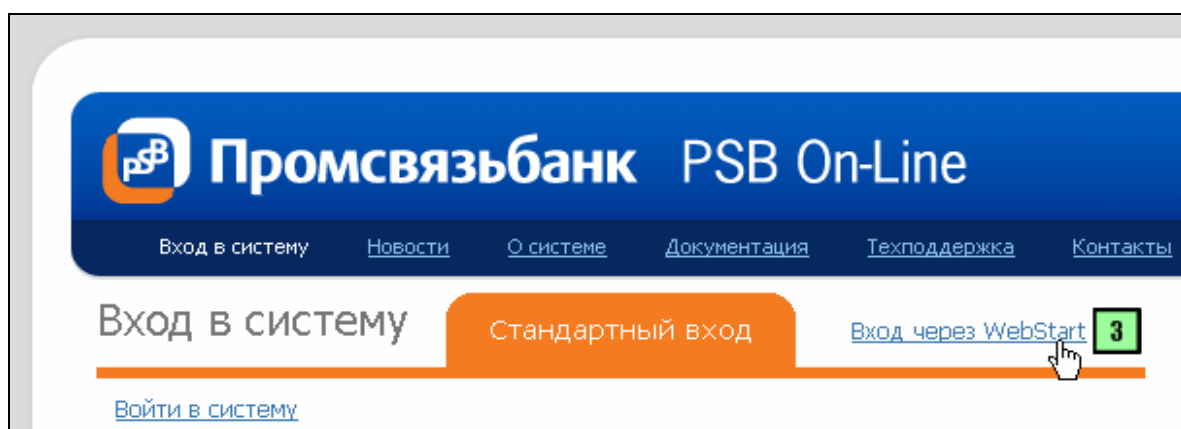 PSB Промсвязьбанк PSB On-Line
Вход в систему Новости О системе Документация Техподдержка Контакты
Вход в систему Стандартный вход Вход через WebStart 3
Войти в систему